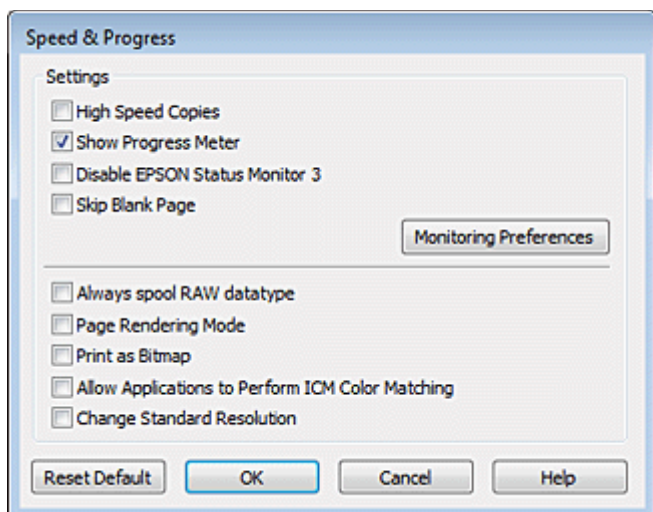 Speed & Progress
Settings
High Speed Copies
Show Progress Meter
Disable EPSON Status Monitor 3
Skip Blank Page
Monitoring Preferences
Always spool RAW datatype
Page Rendering Mode
Print as Bitmap
Allow Applications to Perform ICM Color Matching
Change Standard Resolution
Reset Default OK Cancel Help